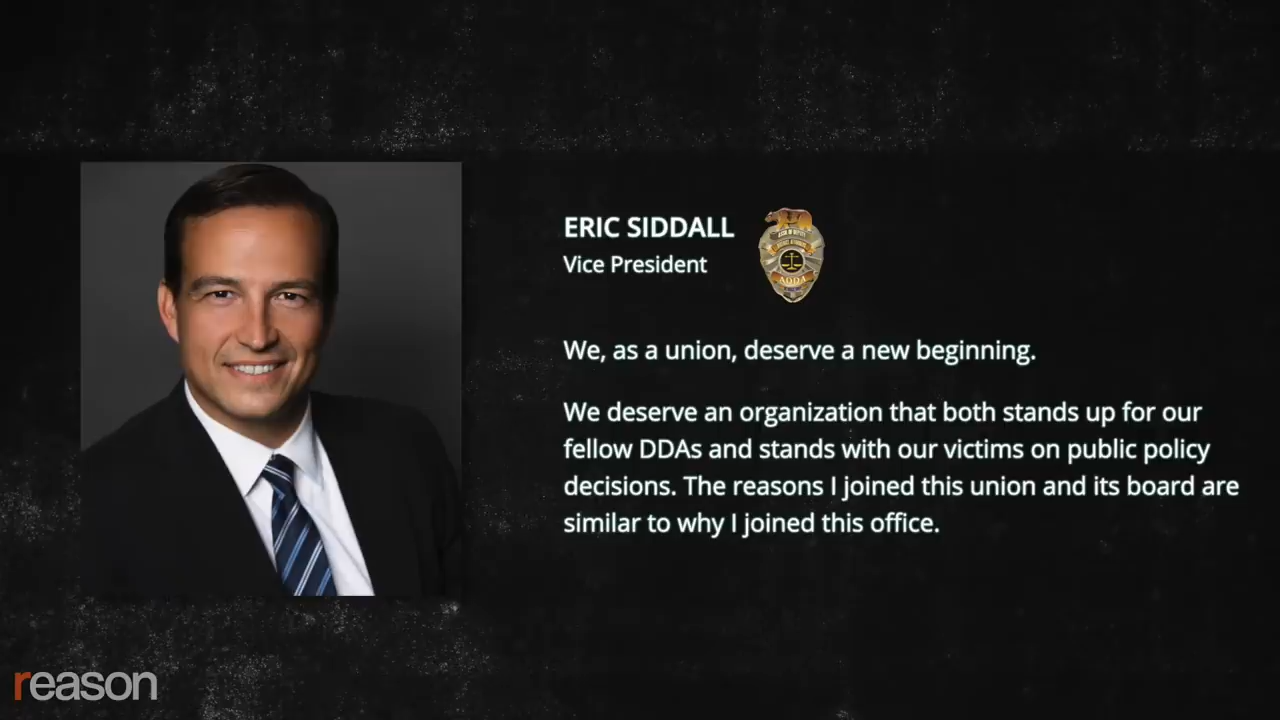 ERIC SIDDALL
Vice President
ADDA
We, as a union, deserve a new beginning.
We deserve an organization that both stands up for our
fellow DDAs and stands with our victims on public policy
decisions. The reasons I joined this union and its board are
similar to why I joined this office.
reason